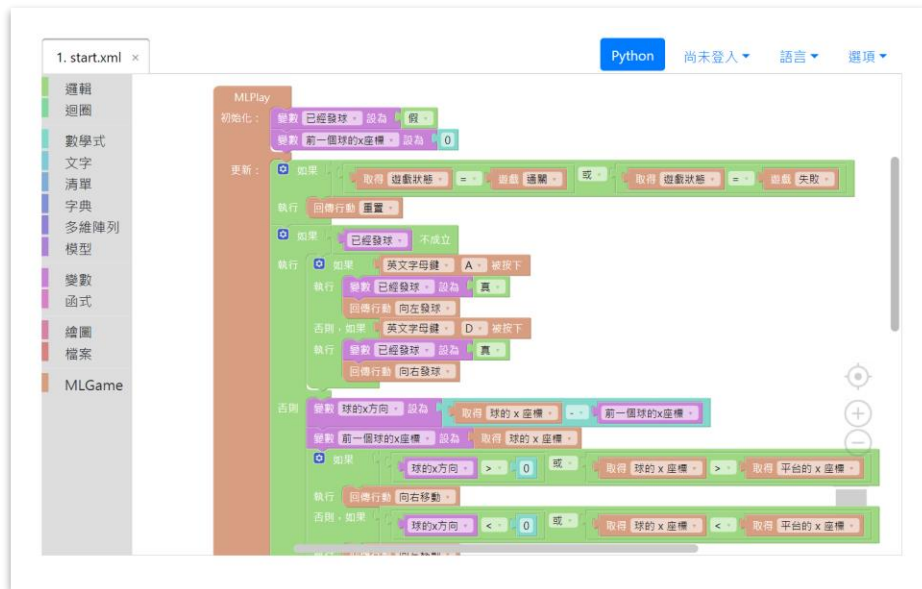 1. start.xml ×
Python 尚未登入 語言 選項
邏輯
迴圈
數學式
文字
清單
字典
多維陣列
模型
變數
函式
繪圖
檔案
MLGame
MLPlay
初始化： 變數 已經發球 設為 假
變數 前一個球的x座標 設為 0
更新： 如果 取得 遊戲狀態 = 遊戲 通關 或 取得 遊戲狀態 = 遊戲 失敗
執行 回傳行動 重置
如果 已經發球 不成立
執行 如果 英文字母鍵 A 被按下
執行 變數 已經發球 設為 真
回傳行動 向左發球
否則，如果 英文字母鍵 D 被按下
執行 變數 已經發球 設為 真
回傳行動 向右發球
否則 變數 球的x方向 設為 取得 球的 x 座標 - 前一個球的x座標
變數 前一個球的x座標 設為 取得 球的 x 座標
如果 球的x方向 > 0 或 取得 球的 x 座標 > 取得 平台的 x 座標
執行 回傳行動 向右移動
否則，如果 球的x方向 < 0 或 取得 球的 x 座標 < 取得 平台的 x 座標